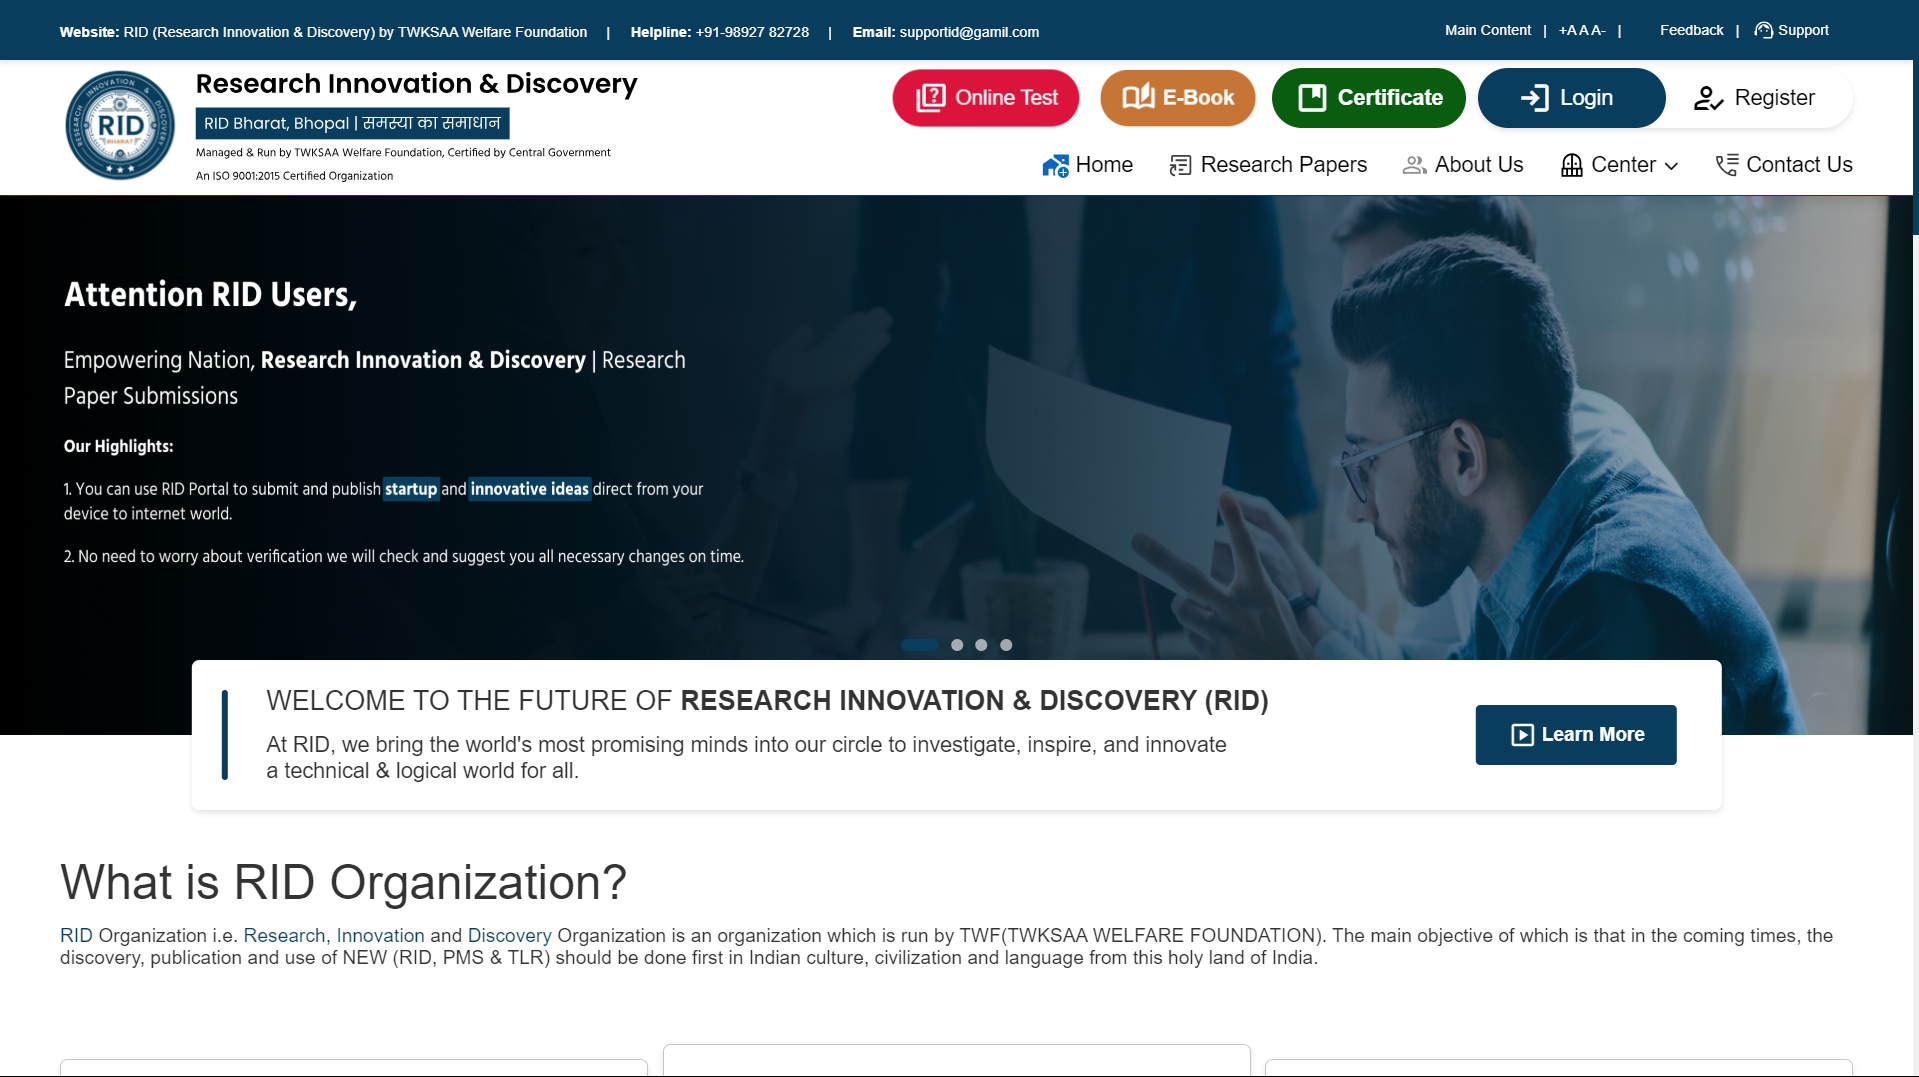 Website: RID (Research Innovation & Discovery) by TWKSAA Welfare Foundation | Helpline: +91-98927 82728 | Email: supportid@gamil.com
Main Content | +A A A- | Feedback | Support
RESEARCH INNOVATION & DISCOVERY
RID
BHARAT
Research Innovation & Discovery
RID Bharat, Bhopal | समस्या का समाधान
Managed & Run by TWKSAA Welfare Foundation, Certified by Central Government
An ISO 9001:2015 Certified Organization
Online Test
E-Book
Certificate
Login
Register
Home
Research Papers
About Us
Center
Contact Us
Attention RID Users,
Empowering Nation, Research Innovation & Discovery | Research
Paper Submissions
Our Highlights:
1. You can use RID Portal to submit and publish startup and innovative ideas direct from your
device to internet world.
2. No need to worry about verification we will check and suggest you all necessary changes on time.
WELCOME TO THE FUTURE OF RESEARCH INNOVATION & DISCOVERY (RID)
At RID, we bring the world's most promising minds into our circle to investigate, inspire, and innovate
a technical & logical world for all.
Learn More
What is RID Organization?
RID Organization i.e. Research, Innovation and Discovery Organization is an organization which is run by TWF(TWKSAA WELFARE FOUNDATION). The main objective of which is that in the coming times, the
discovery, publication and use of NEW (RID, PMS & TLR) should be done first in Indian culture, civilization and language from this holy land of India.